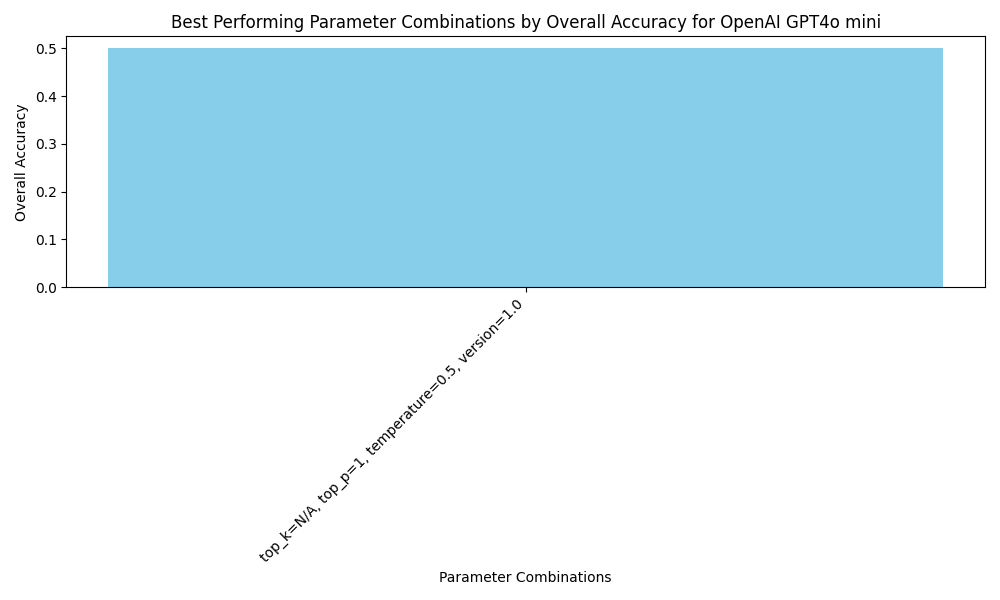 Best Performing Parameter Combinations by Overall Accuracy for OpenAI GPT4o mini
Overall Accuracy
0.5
0.4
0.3
0.2
0.1
0.0
top_k=N/A, top_p=1, temperature=0.5, version=1.0
Parameter Combinations